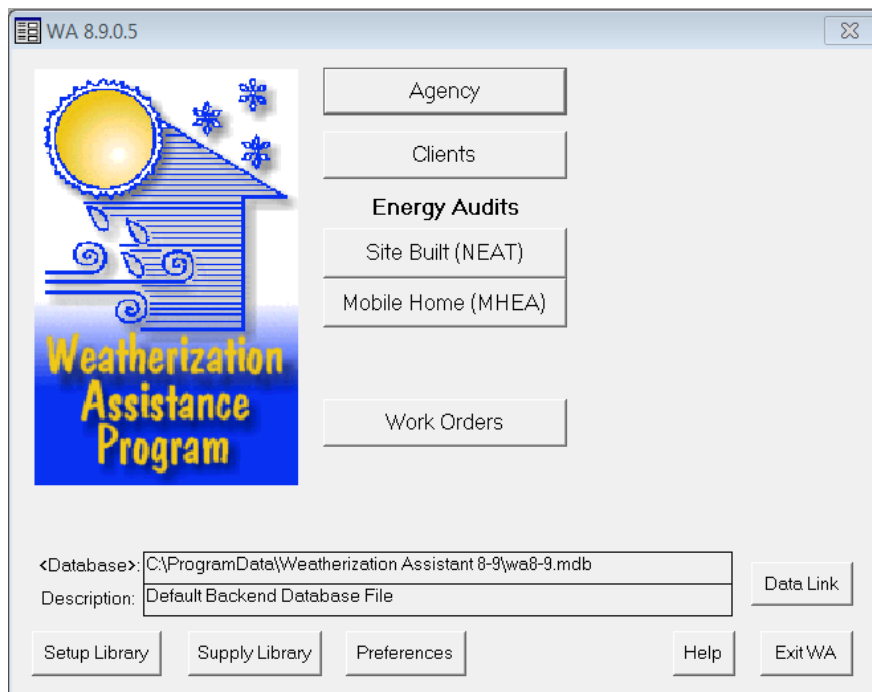 WA 8.9.0.5
Agency
Clients
Energy Audits
Site Built (NEAT)
Mobile Home (MHEA)
Weatherization
Assistance
Program
Work Orders
<Database>: C:\ProgramData\Weatherization Assistant 8-9\wa8-9.mdb
Description: Default Backend Database File
Data Link
Setup Library Supply Library Preferences Help Exit WA